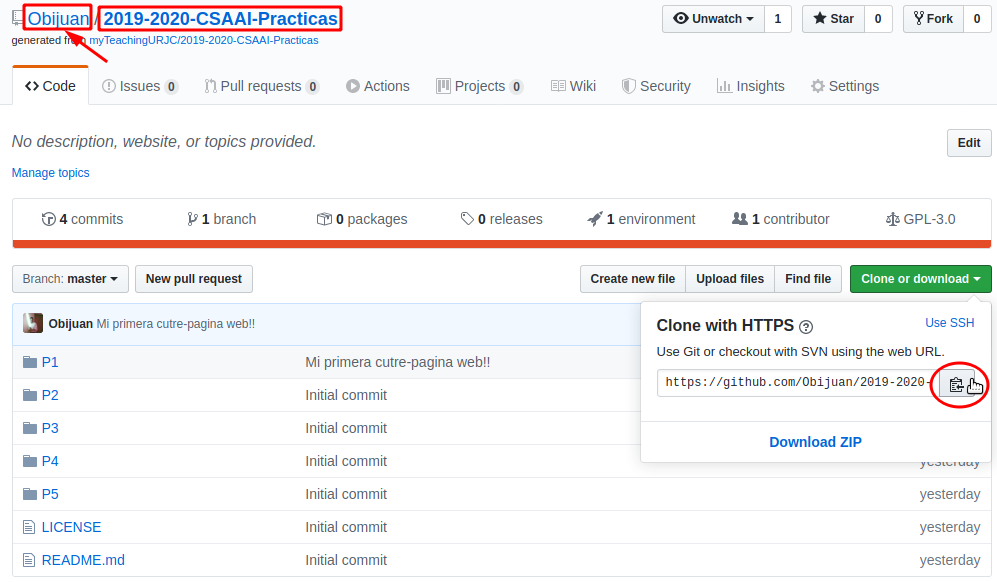 Obijuan / 2019-2020-CSAAI-Practicas
Unwatch 1 Star 0 Fork 0
generated from myTeachingURJC/2019-2020-CSAAI-Practicas
Code Issues 0 Pull requests 0 Actions Projects 0 Wiki Security Insights Settings
No description, website, or topics provided.
Edit
Manage topics
4 commits 1 branch 0 packages 0 releases 1 environment 1 contributor GPL-3.0
Branch: master New pull request Create new file Upload files Find file Clone or download
Obijuan Mi primera cutre-pagina web!!
Clone with HTTPS ? Use SSH
Use Git or checkout with SVN using the web URL.
https://github.com/Obijuan/2019-2020-
Download ZIP
P1 Mi primera cutre-pagina web!!
P2 Initial commit
P3 Initial commit
P4 Initial commit yesterday
P5 Initial commit yesterday
LICENSE Initial commit yesterday
README.md Initial commit yesterday